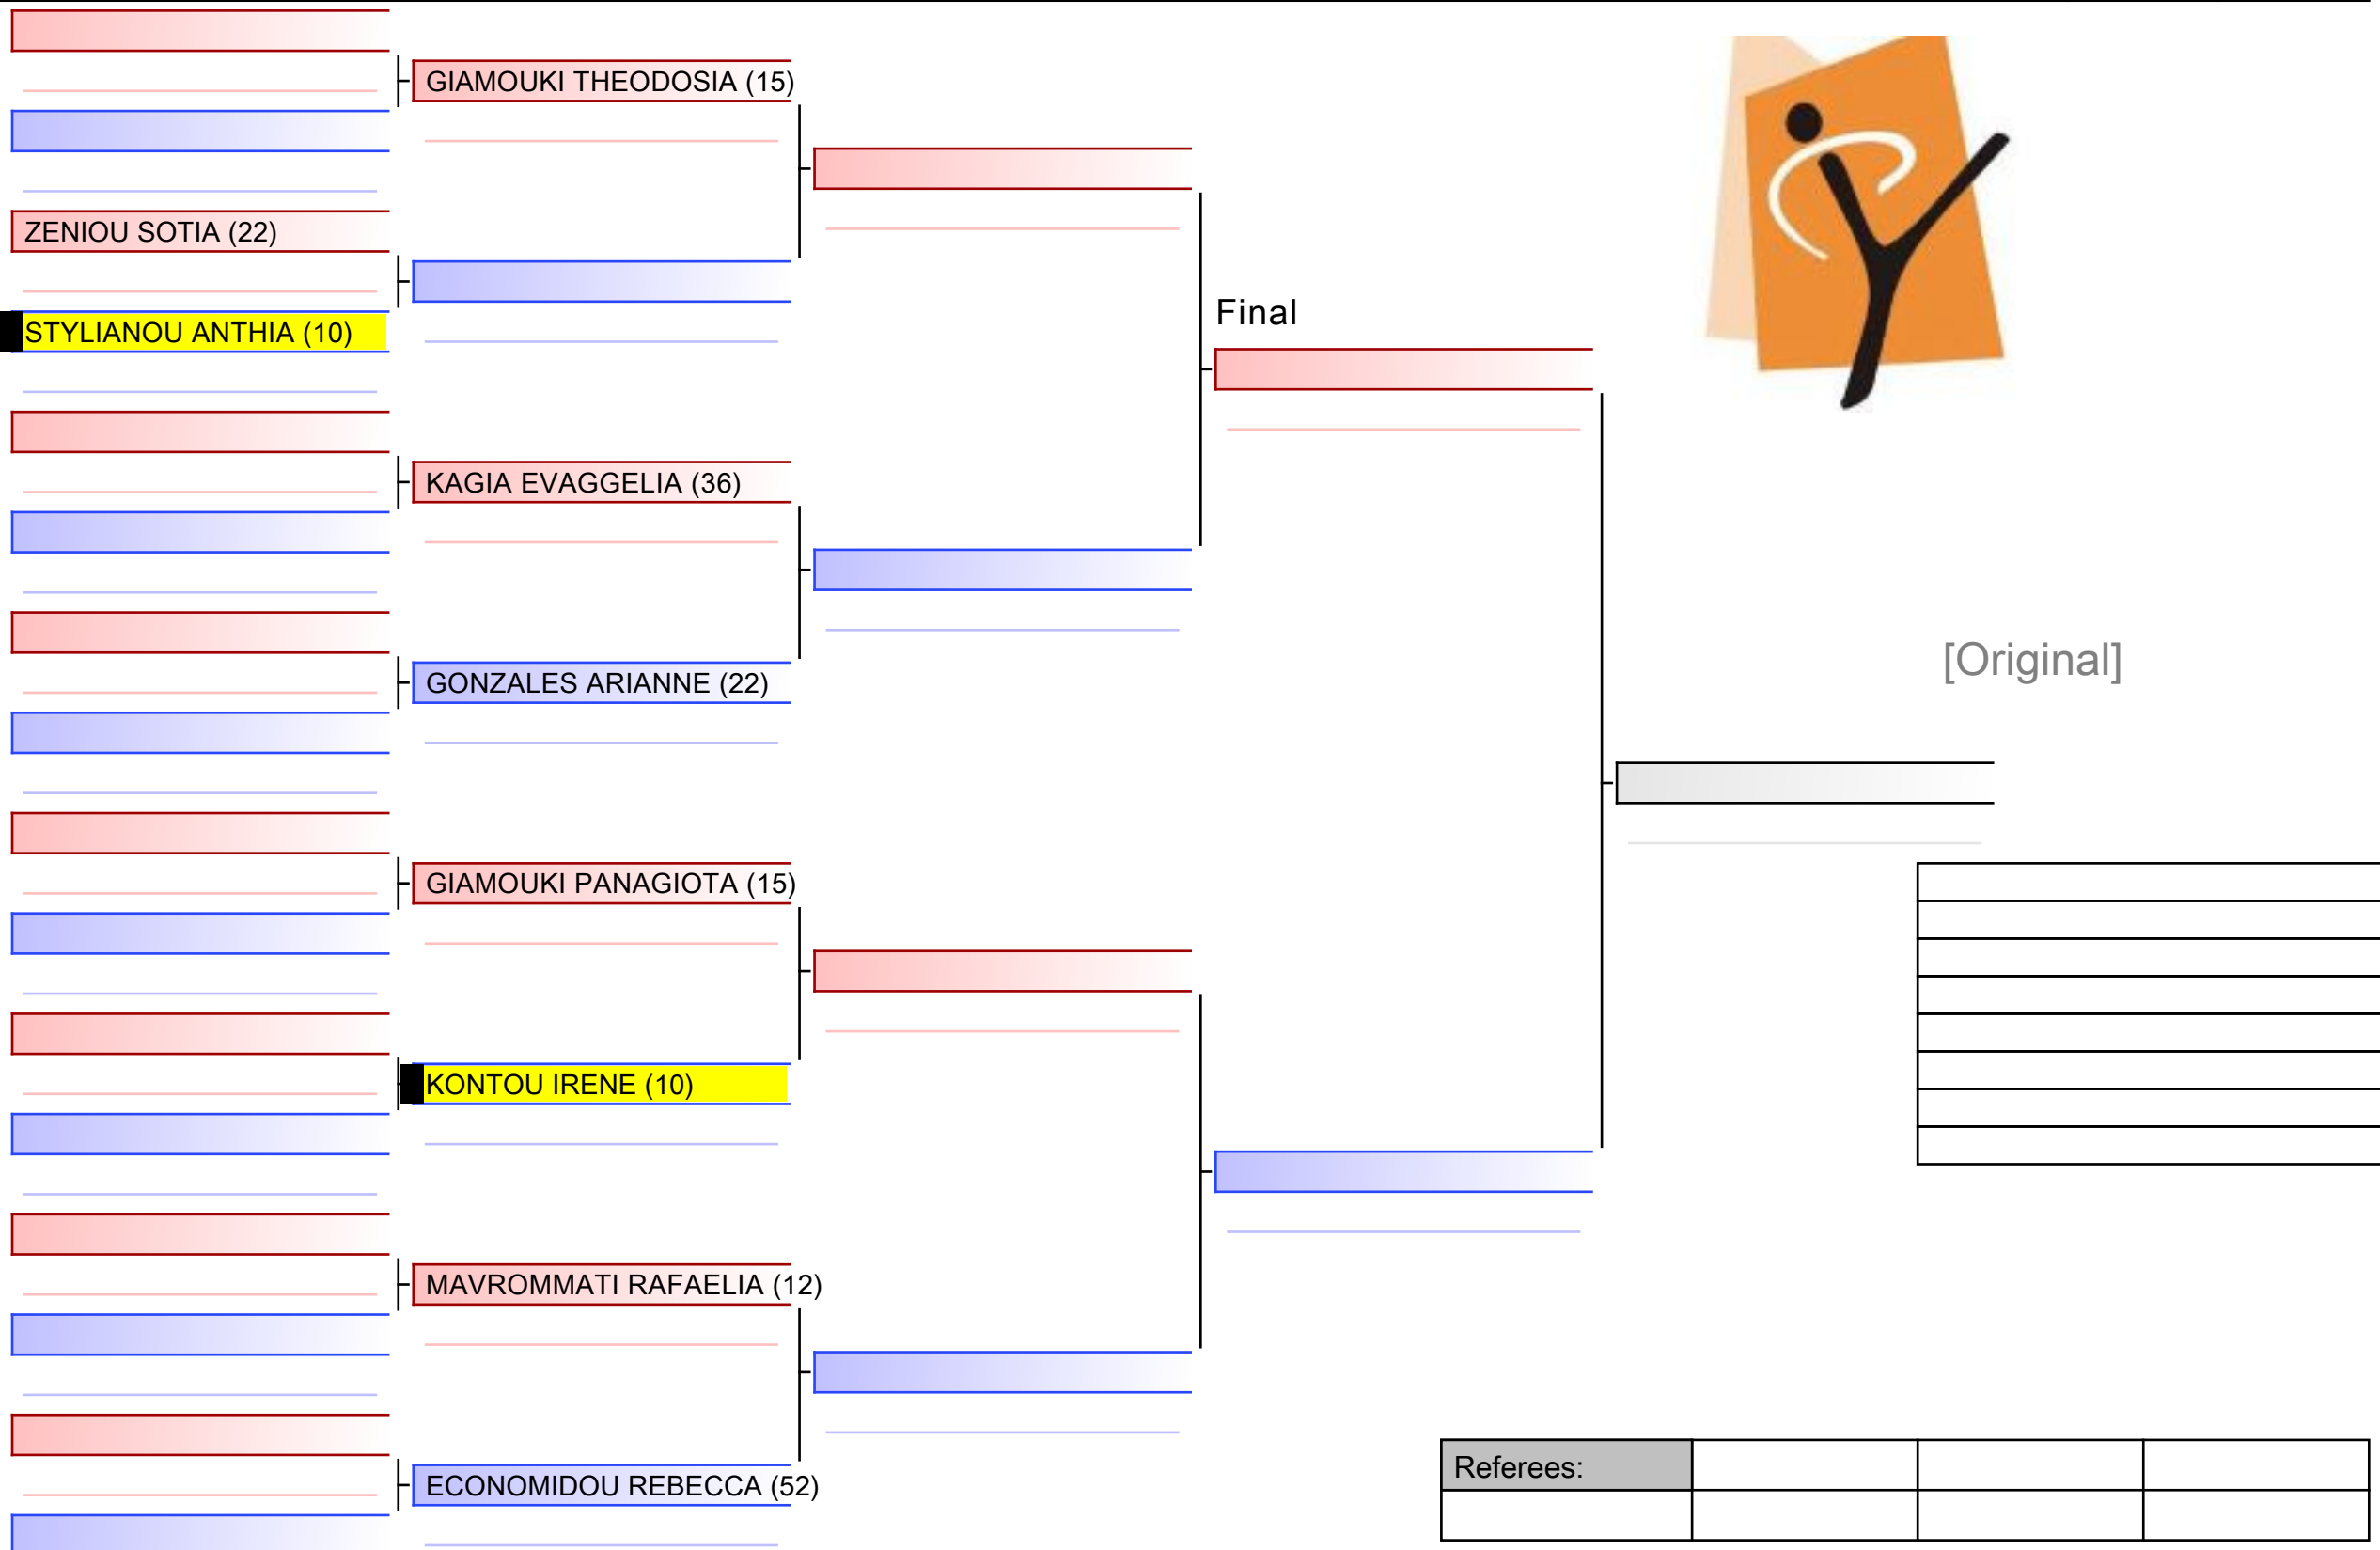 GIAMOUKI THEODOSIA (15)
ZENIOU SOTIA (22)
STYLIANOU ANTHIA (10)
Final
KAGIA EVAGGELIA (36)
[Original]
GONZALES ARIANNE (22)
GIAMOUKI PANAGIOTA (15)
KONTOU IRENE (10)
MAVROMMATI RAFAELIA (12)
Referees:
ECONOMIDOU REBECCA (52)